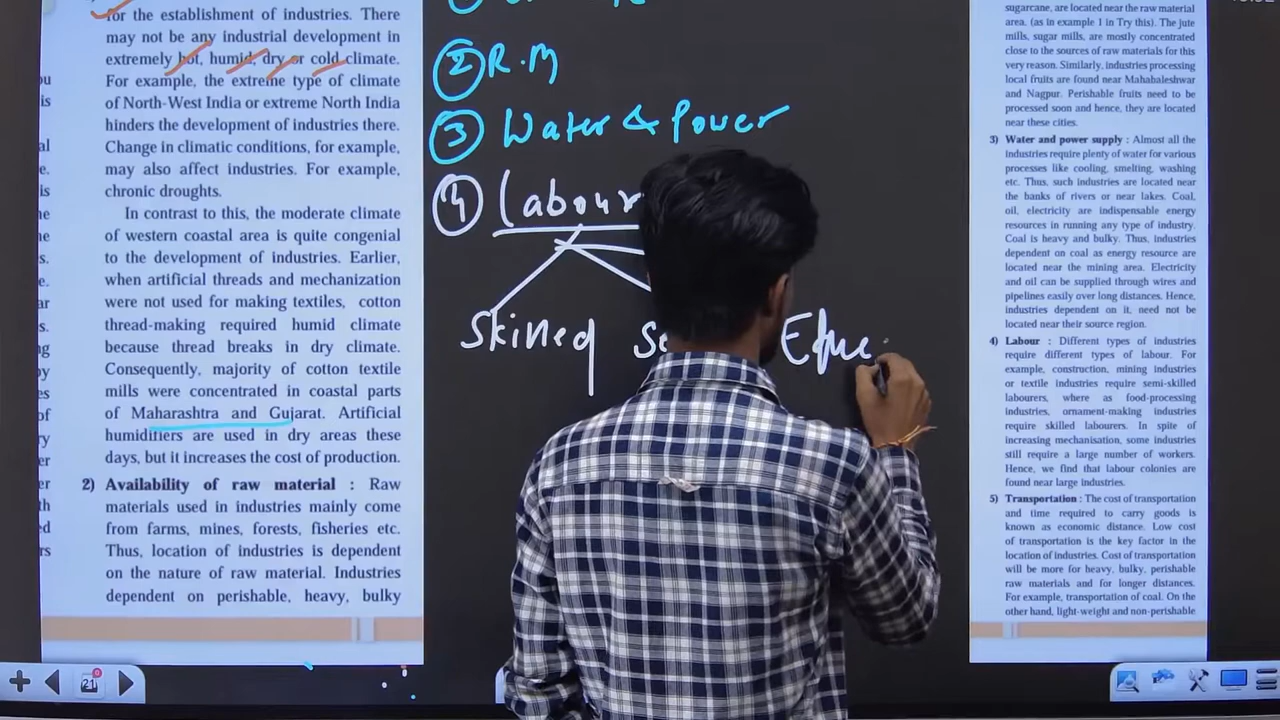 for the establishment of industries. There
may not be any industrial development in
extremely hot, humid, dry or cold climate.
For example, the extreme type of climate
of North-West India or extreme North India
hinders the development of industries there.
Change in climatic conditions, for example,
may also affect industries. For example,
chronic droughts.
In contrast to this, the moderate climate
of western coastal area is quite congenial
to the development of industries. Earlier,
when artificial threads and mechanization
were not used for making textiles, cotton
thread-making required humid climate
because thread breaks in dry climate.
Consequently, majority of cotton textile
mills were concentrated in coastal parts
of Maharashtra and Gujarat. Artificial
humidifiers are used in dry areas these
days, but it increases the cost of production.
2) Availability of raw material : Raw
materials used in industries mainly come
from farms, mines, forests, fisheries etc.
Thus, location of industries is dependent
on the nature of raw material. Industries
dependent on perishable, heavy, bulky
21
② R.M
③ Water & Power
④ Labour
Skilled
Educ
sugarcane, are located near the raw material
area. (as in example 1 in Try this). The jute
mills, sugar mills, are mostly concentrated
close to the sources of raw materials for this
very reason. Similarly, industries processing
local fruits are found near Mahabaleshwar
and Nagpur. Perishable fruits need to be
processed soon and hence, they are located
near these cities.
3) Water and power supply : Almost all the
industries require plenty of water for various
processes like cooling, smelting, washing
etc. Thus, such industries are located near
the banks of rivers or near lakes. Coal,
oil, electricity are indispensable energy
resources in running any type of industry.
Coal is heavy and bulky. Thus, industries
dependent on coal as energy resource are
located near the mining area. Electricity
and oil can be supplied through wires and
pipelines easily over long distances. Hence,
industries dependent on it, need not be
located near their source region.
4) Labour : Different types of industries
require different types of labour. For
example, construction, mining industries
or textile industries require semi-skilled
labourers, where as food-processing
industries, ornament-making industries
require skilled labourers. In spite of
increasing mechanisation, some industries
still require a large number of workers.
Hence, we find that labour colonies are
found near large industries.
5) Transportation : The cost of transportation
and time required to carry goods is
known as economic distance. Low cost
of transportation is the key factor in the
location of industries. Cost of transportation
will be more for heavy, bulky, perishable
raw materials and for longer distances.
For example, transportation of coal. On the
other hand, light-weight and non-perishable